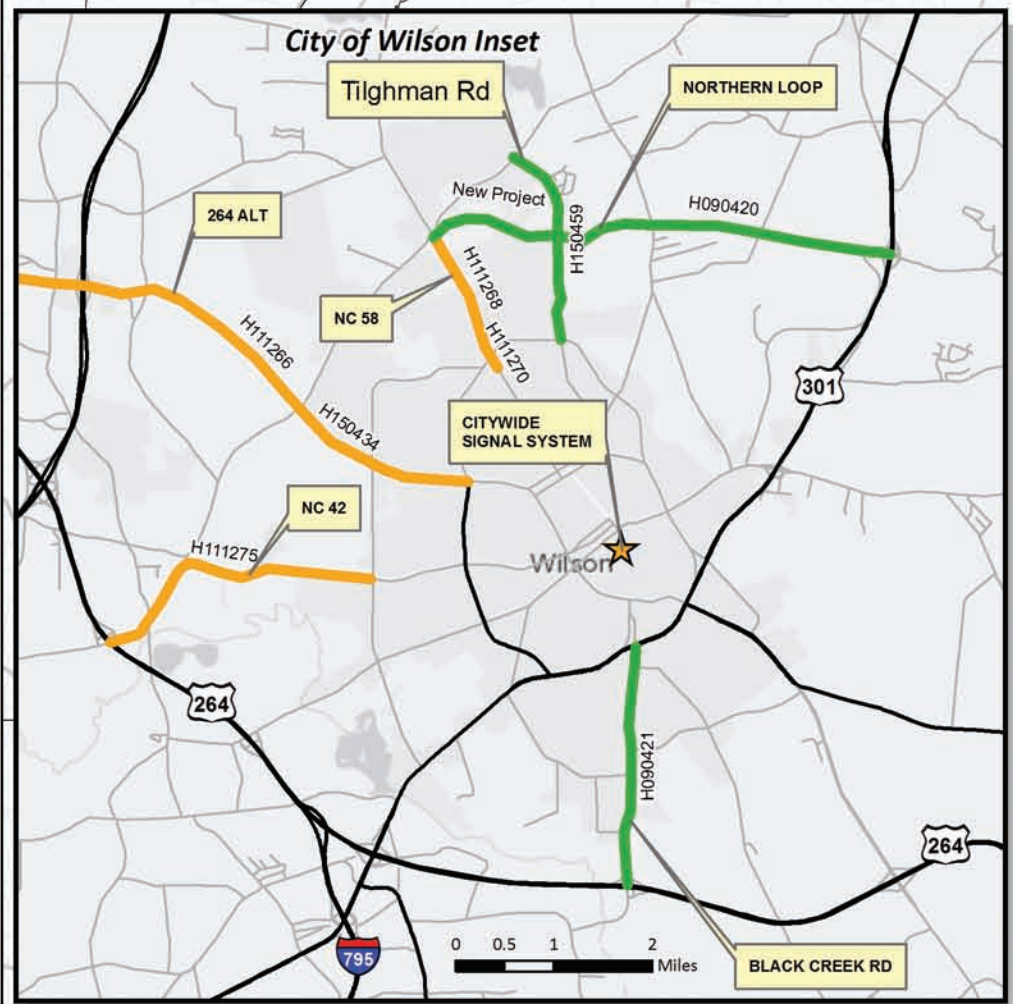 City of Wilson Inset
Tilghman Rd
NORTHERN LOOP
New Project
H090420
264 ALT
H150459
H111268
NC 58
H111266
H111270
301
H150434
CITYWIDE
SIGNAL SYSTEM
NC 42
H111275
Wilson
264
H090421
264
0 0.5 1 2
Miles
795
BLACK CREEK RD